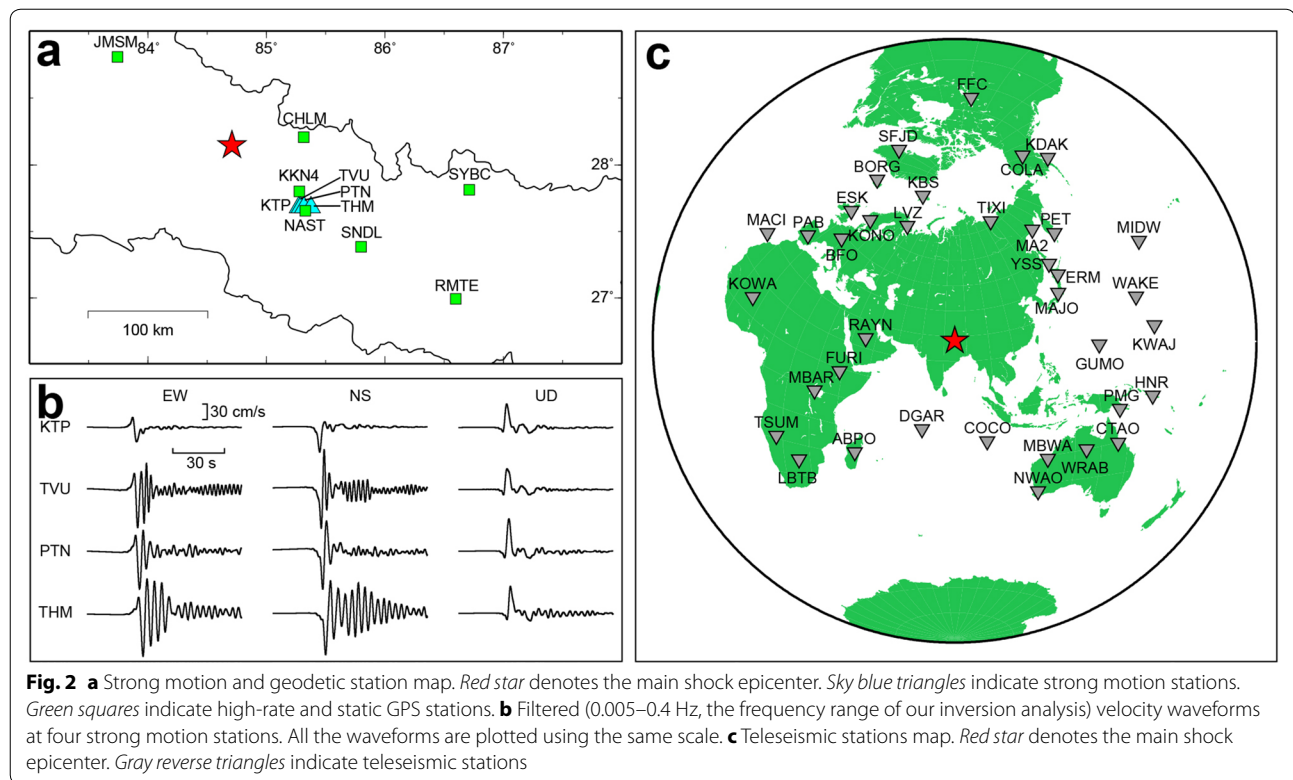 a
JMSM
84°
85°
86°
87°
CHLM
28°
KKN4
TVU
SYBC
PTN
KTP
THM
NAST
SNDL
RMTE
27°
100 km
b
EW
NS
UD
30 cm/s
KTP
30 s
TVU
PTN
THM
c
FFC
SFJD
KDAK
COLA
BORG
KBS
ESK
LVZ
TIXI
MACI
PAB
KONO
PET
MIDW
BFO
MA2
YSS
ERM
KOWA
WAKE
MAJO
RAYN
KWAJ
GUMO
FURI
MBAR
HNR
PMG
DGAR
TSUM
COCO
CTAO
ABPO
MBWA
WRAB
LBTB
NWAO
Fig. 2 a Strong motion and geodetic station map. Red star denotes the main shock epicenter. Sky blue triangles indicate strong motion stations.
Green squares indicate high-rate and static GPS stations. b Filtered (0.005–0.4 Hz, the frequency range of our inversion analysis) velocity waveforms
at four strong motion stations. All the waveforms are plotted using the same scale. c Teleseismic stations map. Red star denotes the main shock
epicenter. Gray reverse triangles indicate teleseismic stations